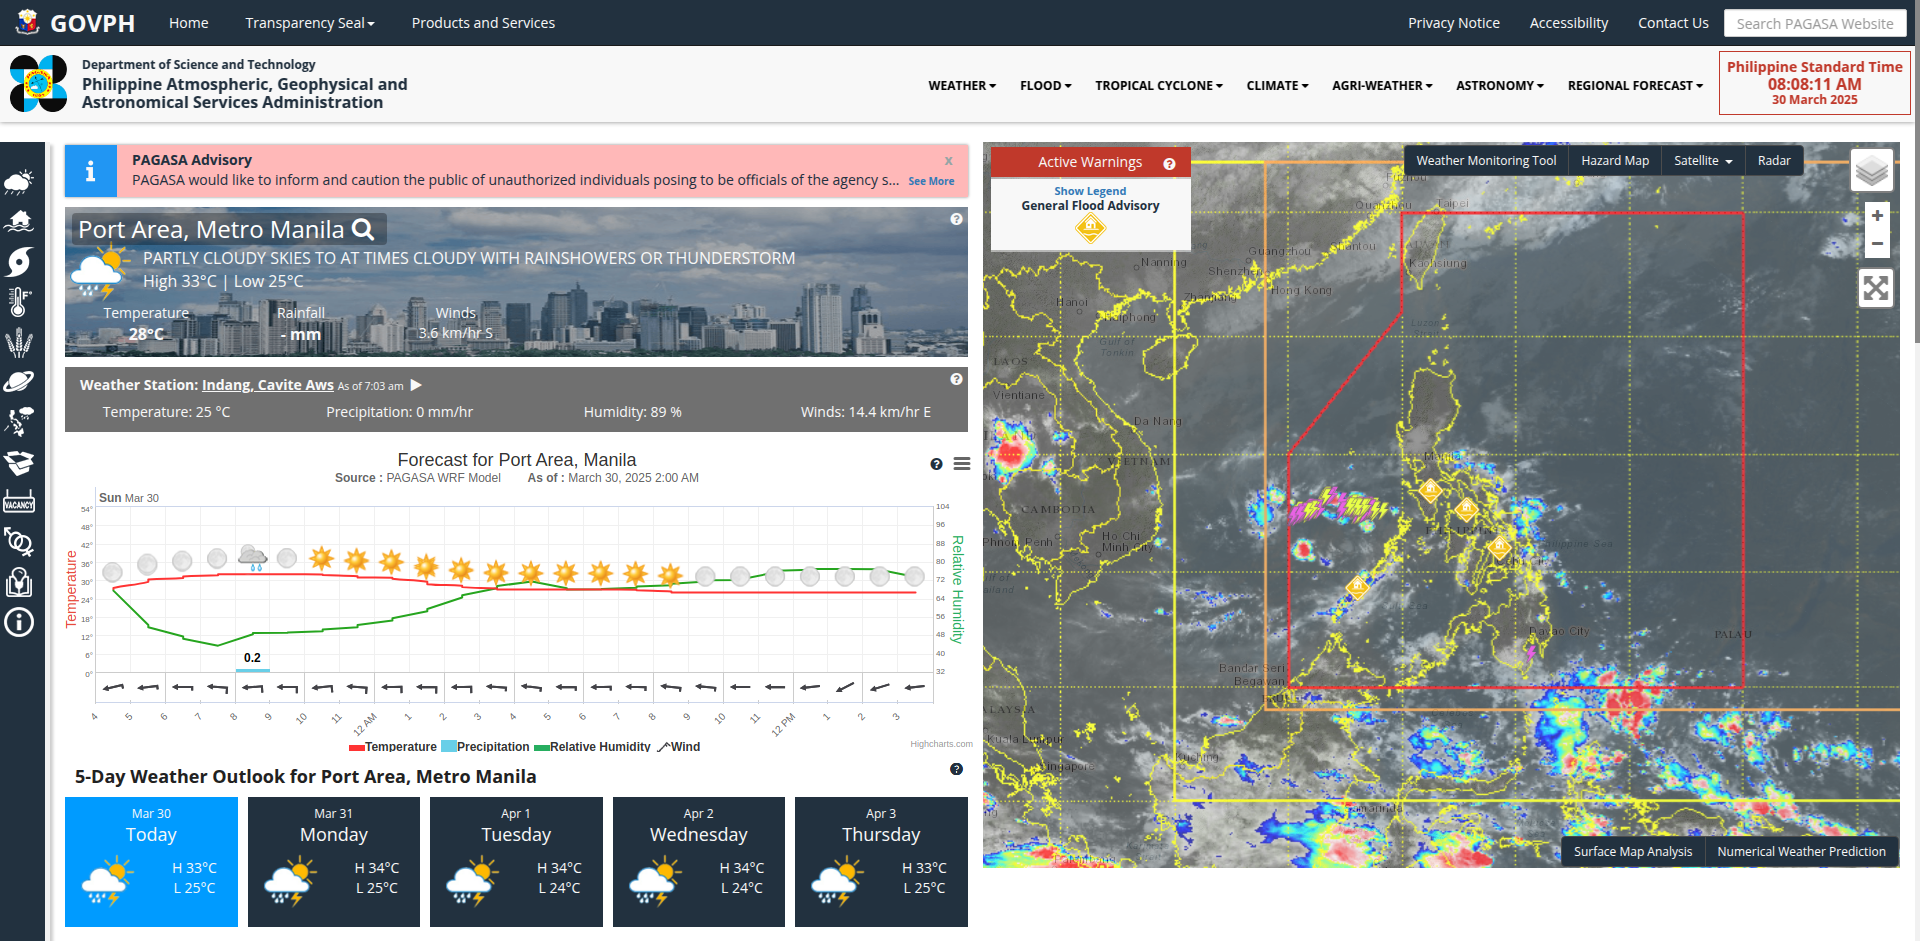 GOVPH
Home
Transparency Seal
Products and Services
Privacy Notice
Accessibility
Contact Us
Search PAGASA Website
Department of Science and Technology
Philippine Atmospheric, Geophysical and
Astronomical Services Administration
WEATHER
FLOOD
TROPICAL CYCLONE
CLIMATE
AGRI-WEATHER
ASTRONOMY
REGIONAL FORECAST
Philippine Standard Time
08:08:11 AM
30 March 2025
VACANCY
PAGASA Advisory
x
PAGASA would like to inform and caution the public of unauthorized individuals posing to be officials of the agency s...
See More
Port Area, Metro Manila
PARTLY CLOUDY SKIES TO AT TIMES CLOUDY WITH RAINSHOWERS OR THUNDERSTORM
High 33°C | Low 25°C
Temperature
Rainfall
Winds
28°C
- mm
3.6 km/hr S
Weather Station: Indang, Cavite Aws As of 7:03 am
Temperature: 25 °C
Precipitation: 0 mm/hr
Humidity: 89 %
Winds: 14.4 km/hr E
Forecast for Port Area, Manila
Source : PAGASA WRF Model As of : March 30, 2025 2:00 AM
Sun Mar 30
Temperature
54°
48°
42°
36°
30°
24°
18°
12°
6°
0°
0.2
104
96
88
80
72
64
56
48
40
32
Relative Humidity
4 5 6 7 8 9 10 11 12 AM 1 2 3 4 5 6 7 8 9 10 11 12 PM 1 2 3
Temperature Precipitation Relative Humidity Wind
Highcharts.com
5-Day Weather Outlook for Port Area, Metro Manila
Mar 30
Today
H 33°C
L 25°C
Mar 31
Monday
H 34°C
L 25°C
Apr 1
Tuesday
H 34°C
L 24°C
Apr 2
Wednesday
H 34°C
L 24°C
Apr 3
Thursday
H 33°C
L 25°C
Active Warnings
Show Legend
General Flood Advisory
Weather Monitoring Tool
Hazard Map
Satellite
Radar
+
−
Taipei
Guangzhou
Nanning
Shenzhen
Kaohsiung
Hong Kong
Hanoi
Gulf of
Tonkin
LAOS
Vientiane
Da Nang
VIETNAM
CAMBODIA
Phnom Penh
Ho Chi
Minh City
Manila
Davao City
PALAU
Bandar Seri
Begawan
Kuala Lumpur
Singapore
Kuching
Surface Map Analysis
Numerical Weather Prediction